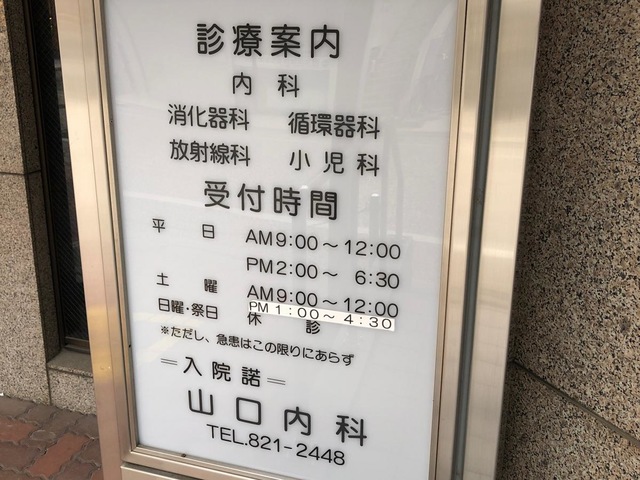 診療案内
内科
消化器科 循環器科
放射線科 小児科
受付時間
平日 AM9:00～12:00
PM2:00～ 6:30
土曜 AM9:00～12:00
PM 1:00～ 4:30
日曜・祭日 休診
※ただし、急患はこの限りにあらず
＝入院諾＝
山口内科
TEL.821-2448